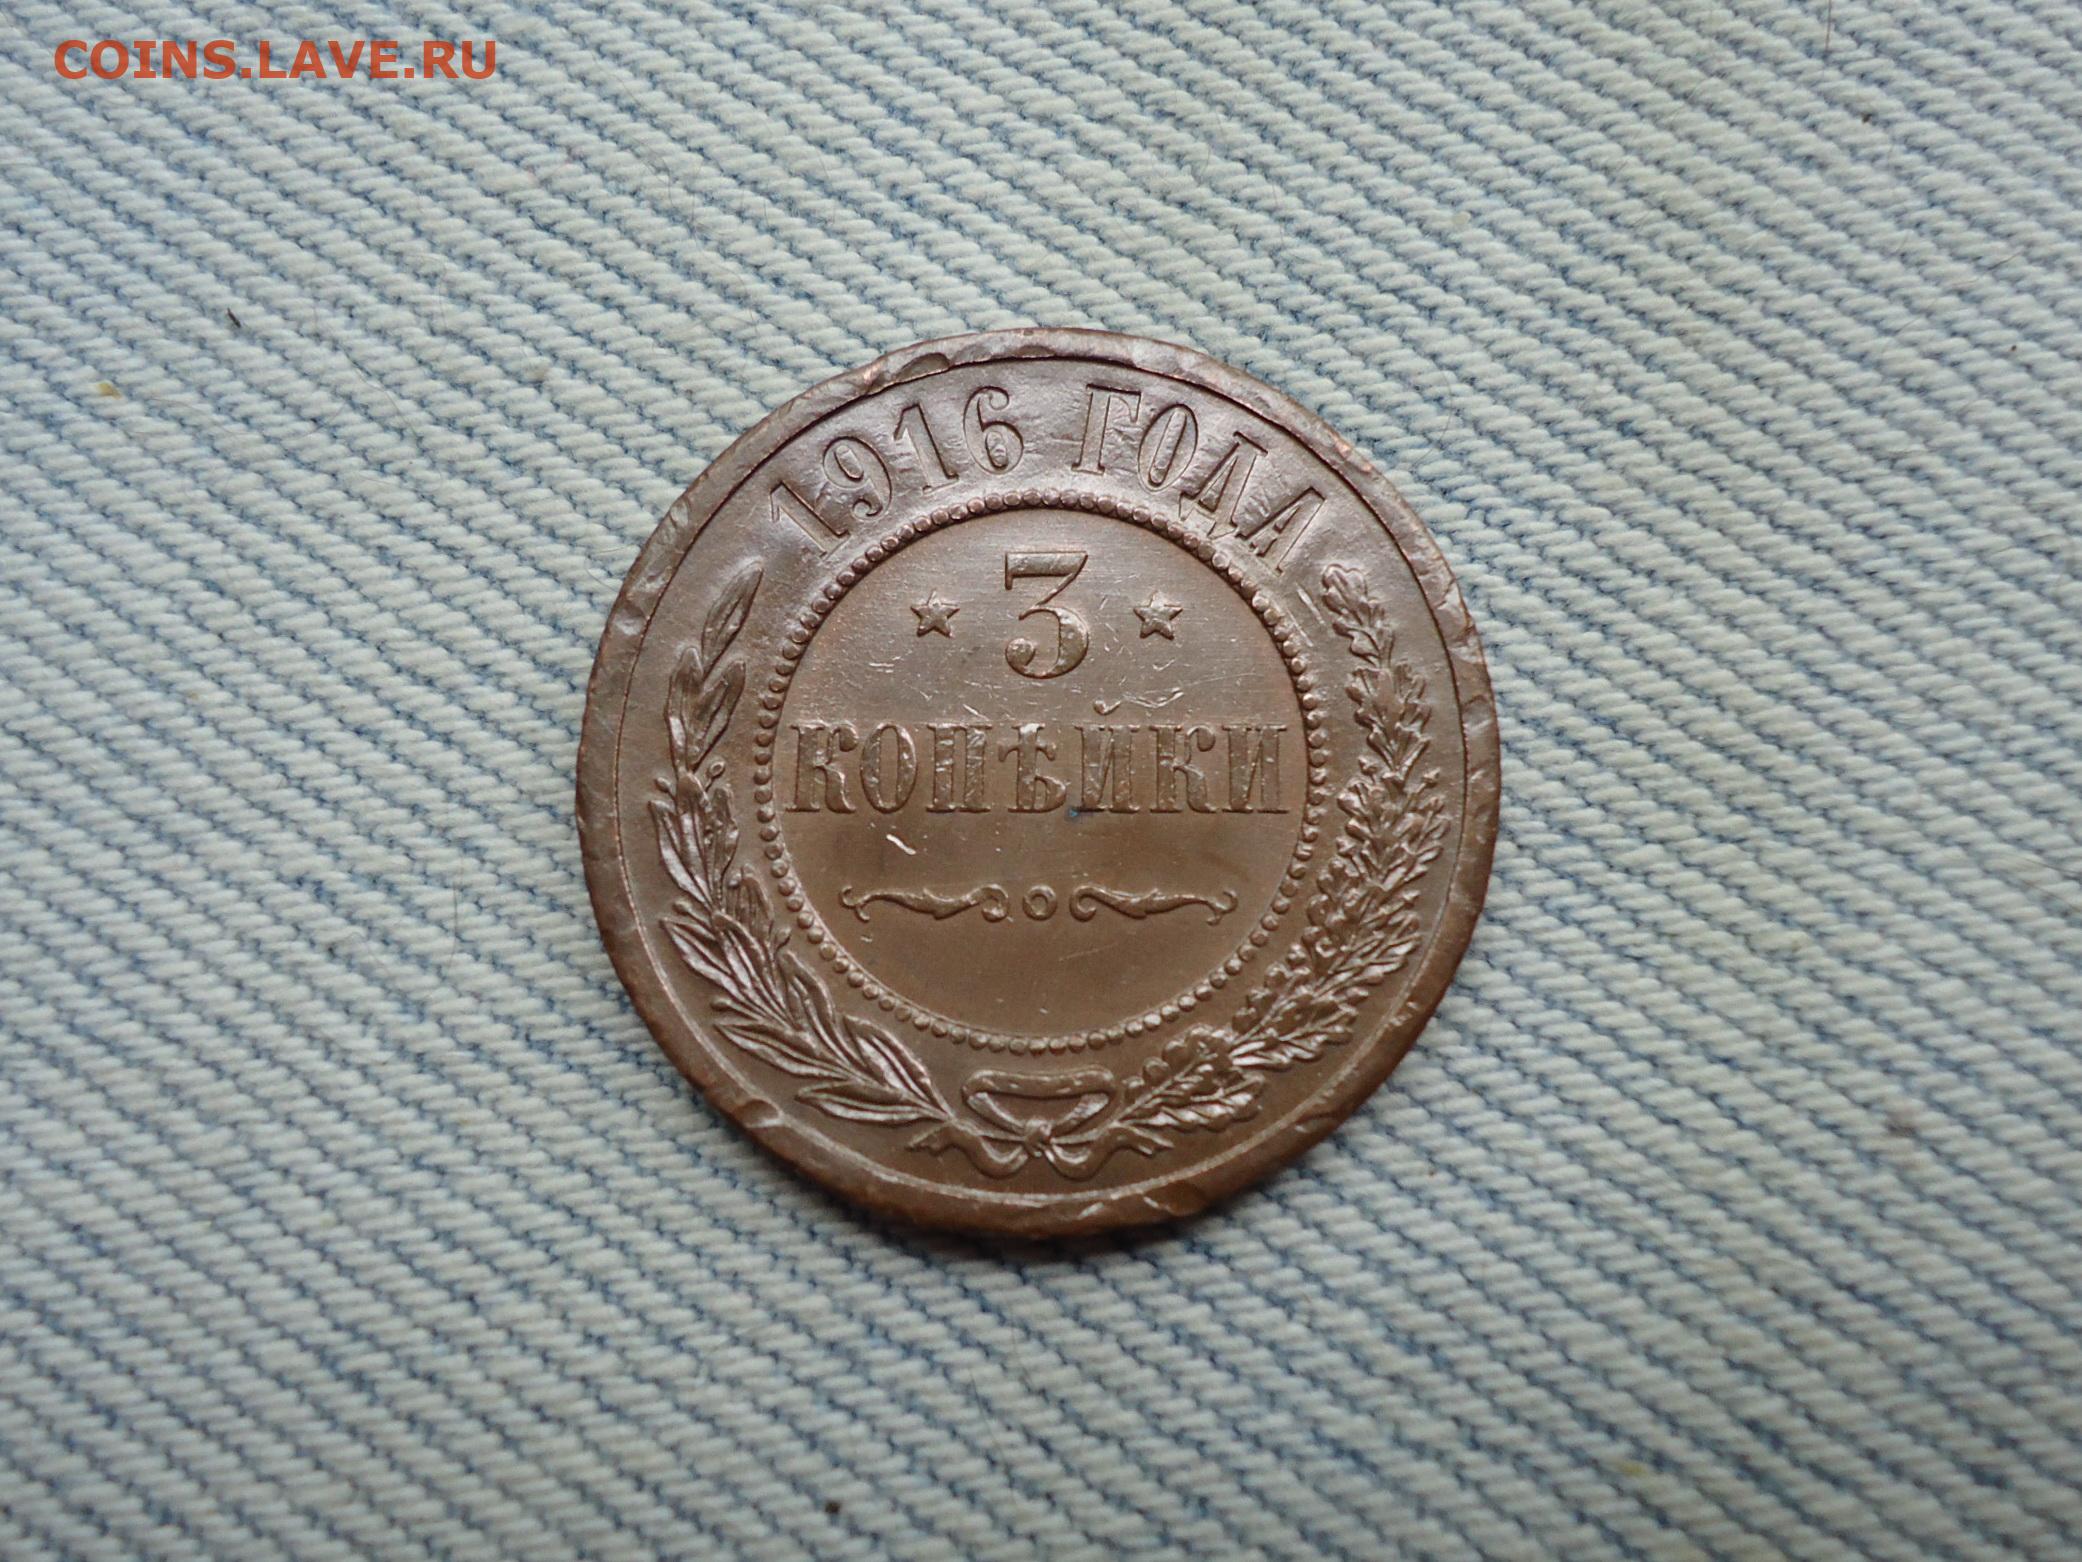 COINS.LAVE.RU
1916 ГОДА
3
КОПѢЙКИ